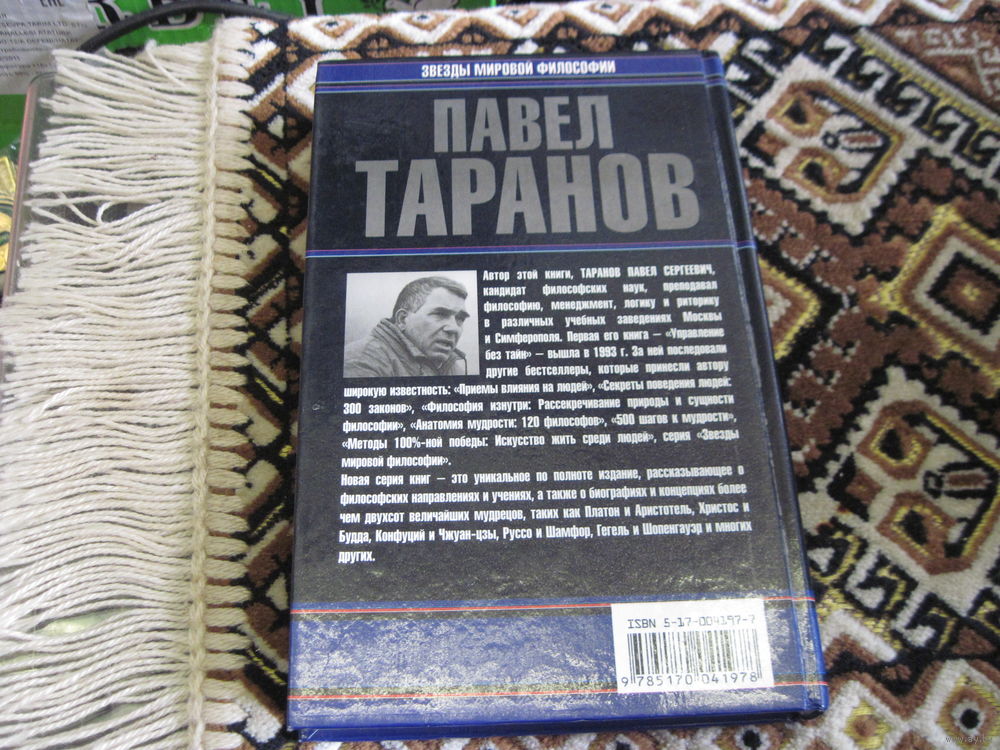 ЗВЕЗДЫ МИРОВОЙ ФИЛОСОФИИ
ПАВЕЛ
ТАРАНОВ
Автор этой книги, ТАРАНОВ ПАВЕЛ СЕРГЕЕВИЧ,
кандидат философских наук, преподавал
философию, менеджмент, логику и риторику
в различных учебных заведениях Москвы
и Симферополя. Первая его книга — «Управление
без тайн» — вышла в 1993 г. За ней последовали
другие бестселлеры, которые принесли автору
широкую известность: «Приемы влияния на людей», «Секреты поведения людей:
300 законов», «Философия изнутри: Рассекречивание природы и сущности
философии», «Анатомия мудрости: 120 философов», «500 шагов к мудрости»,
«Методы 100%-ной победы: Искусство жить среди людей», серия «Звезды
мировой философии».
Новая серия книг — это уникальное по полноте издание, рассказывающее о
философских направлениях и учениях, а также о биографиях и концепциях более
чем двухсот величайших мудрецов, таких как Платон и Аристотель, Христос и
Будда, Конфуций и Чжуан-цзы, Руссо и Шамфор, Гегель и Шопенгауэр и многих
других.
ISBN 5-17-004197-7
9 785170 041978